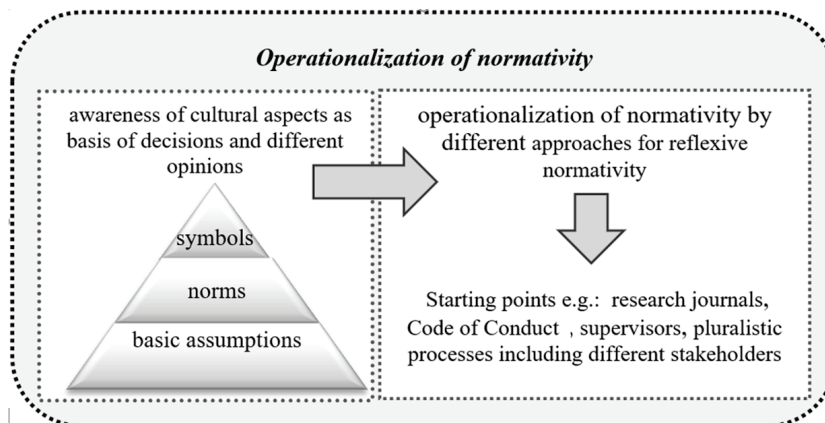 Operationalization of normativity
awareness of cultural aspects as
basis of decisions and different
opinions
symbols
norms
basic assumptions
operationalization of normativity by
different approaches for reflexive
normativity
Starting points e.g.: research journals,
Code of Conduct , supervisors, pluralistic
processes including different stakeholders